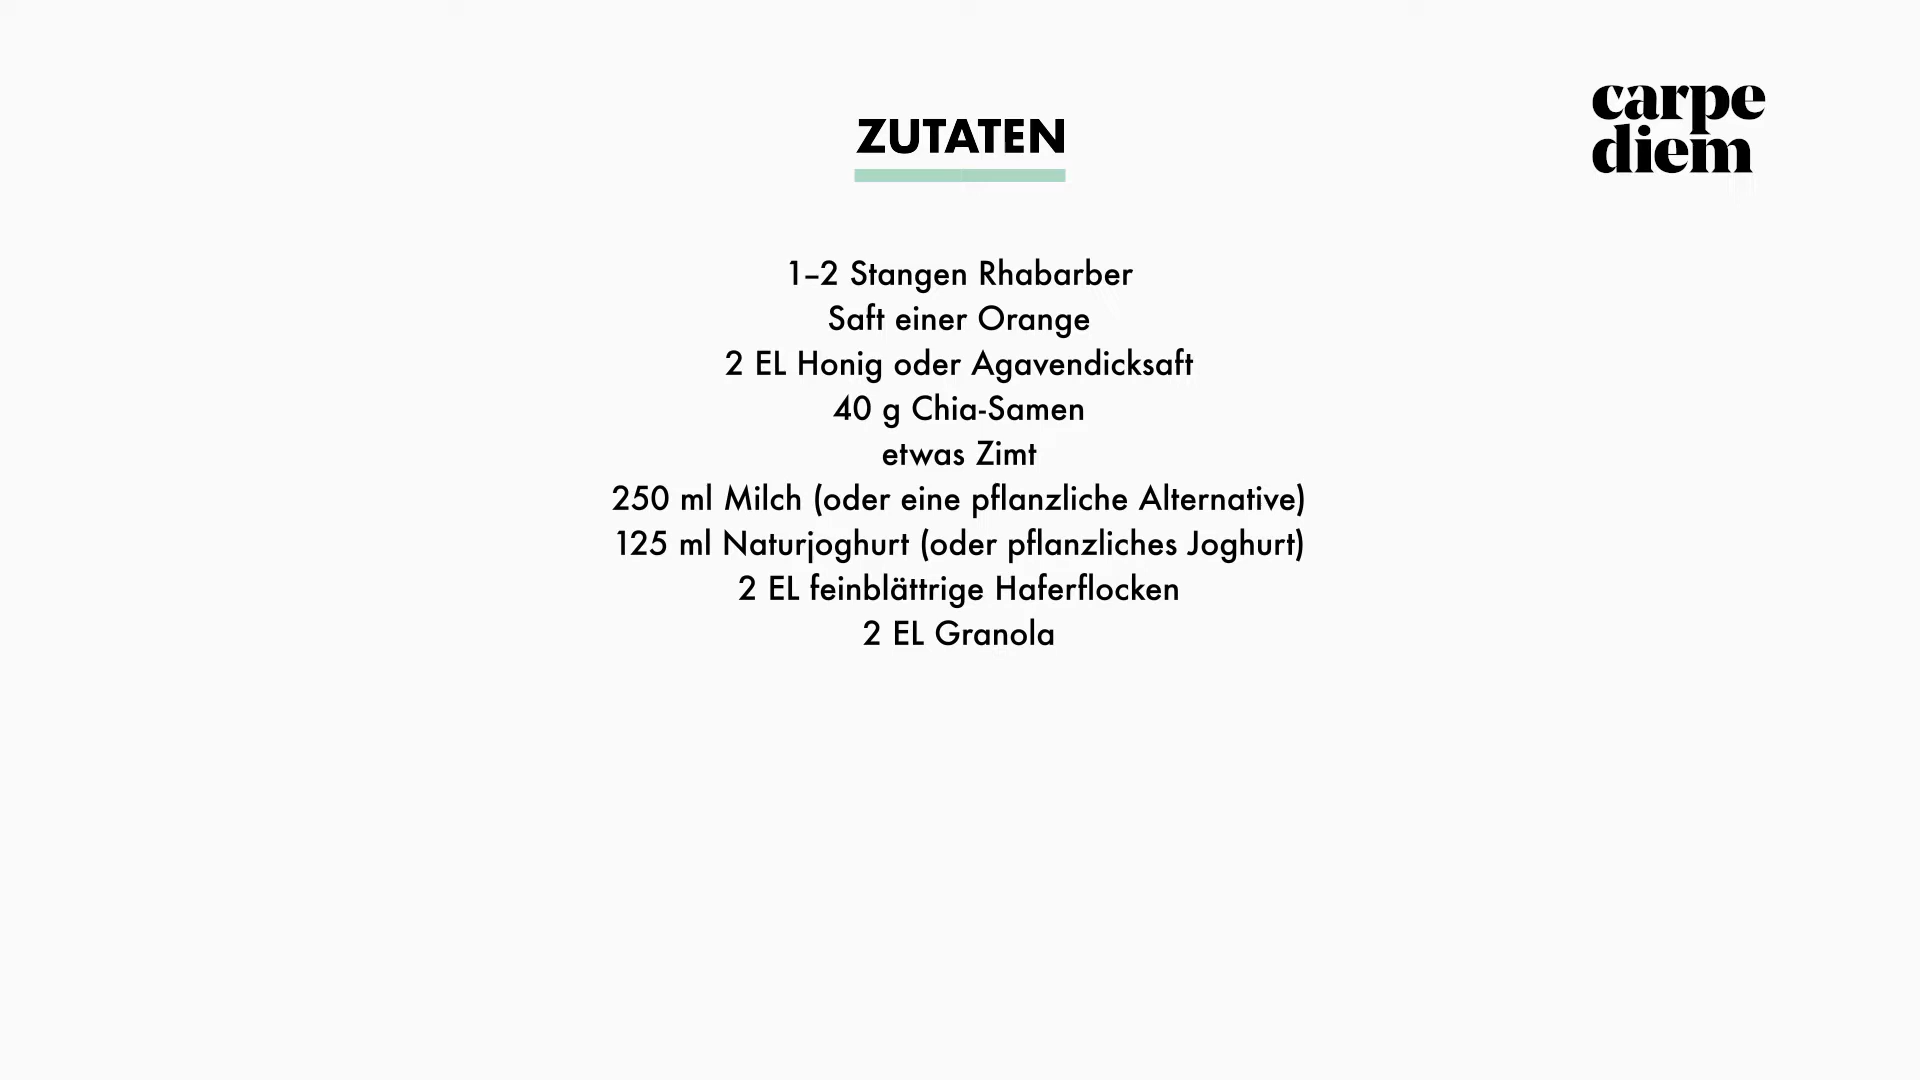 ZUTATEN
carpe
diem
1–2 Stangen Rhabarber
Saft einer Orange
2 EL Honig oder Agavendicksaft
40 g Chia-Samen
etwas Zimt
250 ml Milch (oder eine pflanzliche Alternative)
125 ml Naturjoghurt (oder pflanzliches Joghurt)
2 EL feinblättrige Haferflocken
2 EL Granola